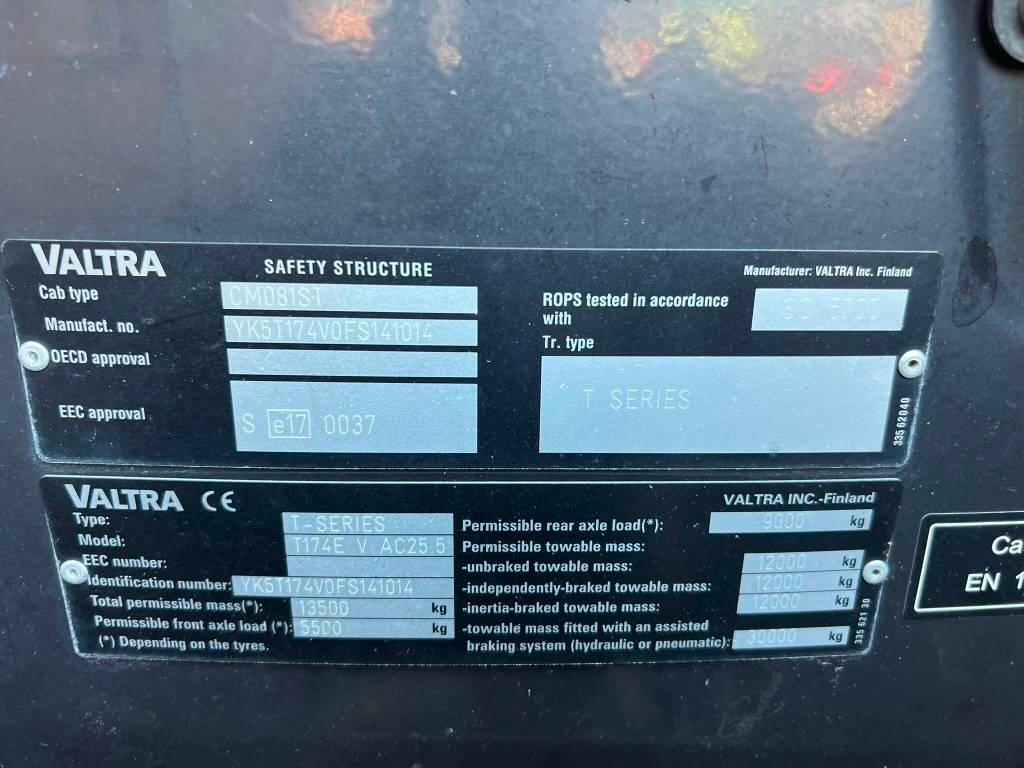 VALTRA
SAFETY STRUCTURE
Manufacturer: VALTRA Inc. Finland
Cab type CM081ST
Manufact. no. YK5T174V0FS141014
OECD approval
EEC approval S e17 0037
ROPS tested in accordance
with
Tr. type
T SERIES
335 62040
VALTRA CE
VALTRA INC.-Finland
Type: T-SERIES
Model: T174E V AC25.5
EEC number:
Identification number: YK5T174V0FS141014
Total permissible mass(*): 13500 kg
Permissible front axle load (*): 5500 kg
(*) Depending on the tyres.
Permissible rear axle load(*): 9000 kg
Permissible towable mass:
-unbraked towable mass: 12000 kg
-independently-braked towable mass: 12000 kg
-inertia-braked towable mass: 12000 kg
-towable mass fitted with an assisted
braking system (hydraulic or pneumatic): 30000 kg
335 621 30
Ca
EN 1